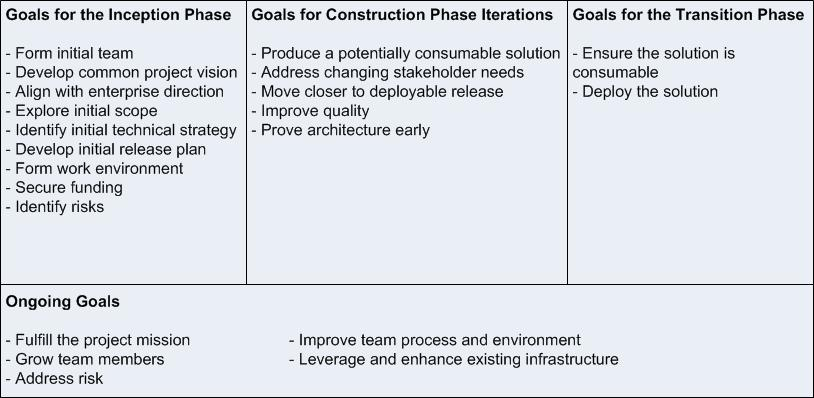 Goals for the Inception Phase
- Form initial team
- Develop common project vision
- Align with enterprise direction
- Explore initial scope
- Identify initial technical strategy
- Develop initial release plan
- Form work environment
- Secure funding
- Identify risks
Goals for Construction Phase Iterations
- Produce a potentially consumable solution
- Address changing stakeholder needs
- Move closer to deployable release
- Improve quality
- Prove architecture early
Goals for the Transition Phase
- Ensure the solution is
consumable
- Deploy the solution
Ongoing Goals
- Fulfill the project mission
- Grow team members
- Address risk
- Improve team process and environment
- Leverage and enhance existing infrastructure